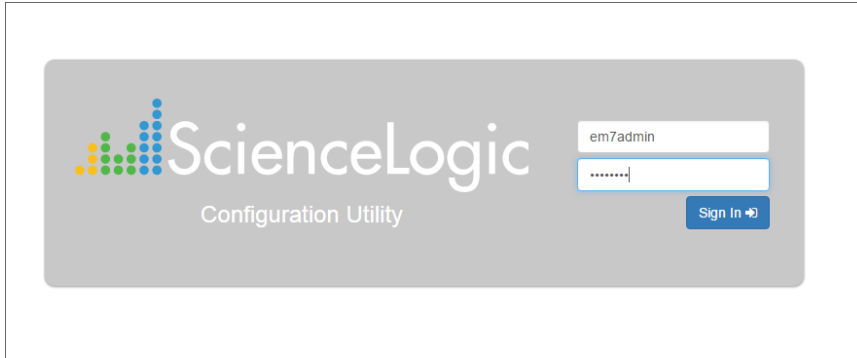 ScienceLogic
Configuration Utility
em7admin
••••••••
Sign In